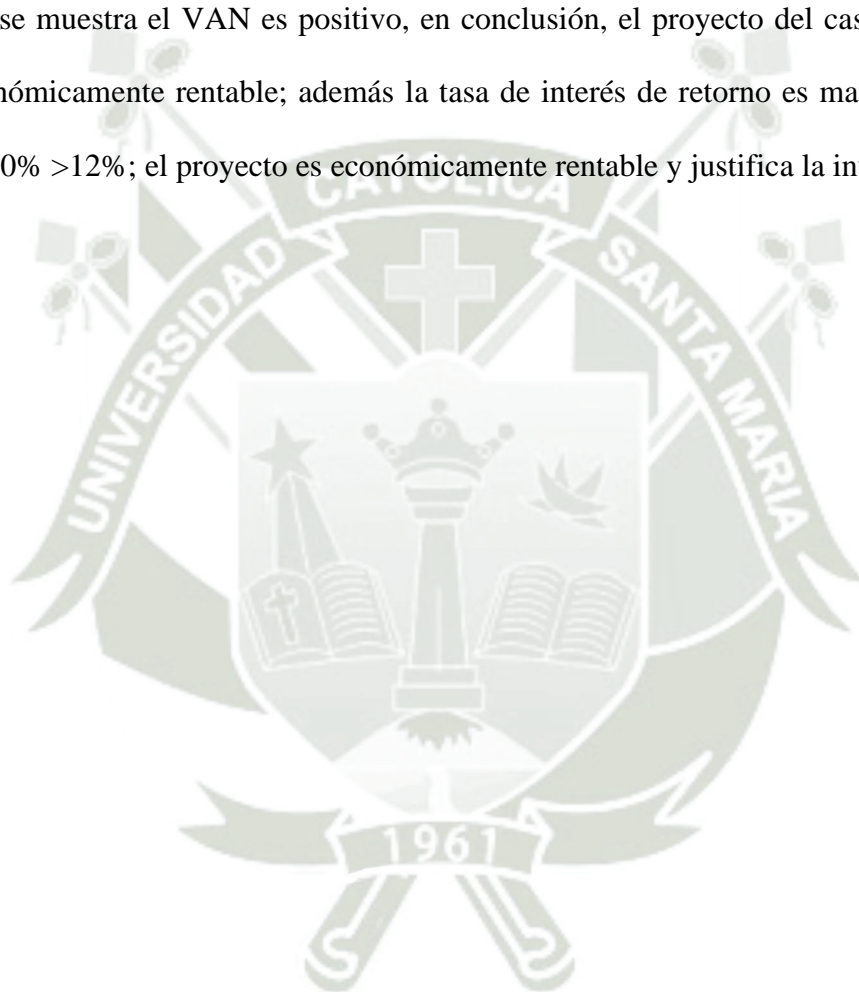 se muestra el VAN es positivo, en conclusión, el proyecto del cas
nómicamente rentable; además la tasa de interés de retorno es ma
0% >12%; el proyecto es económicamente rentable y justifica la in
UNIVERSIDAD CATOLICA SANTA MARIA
1961